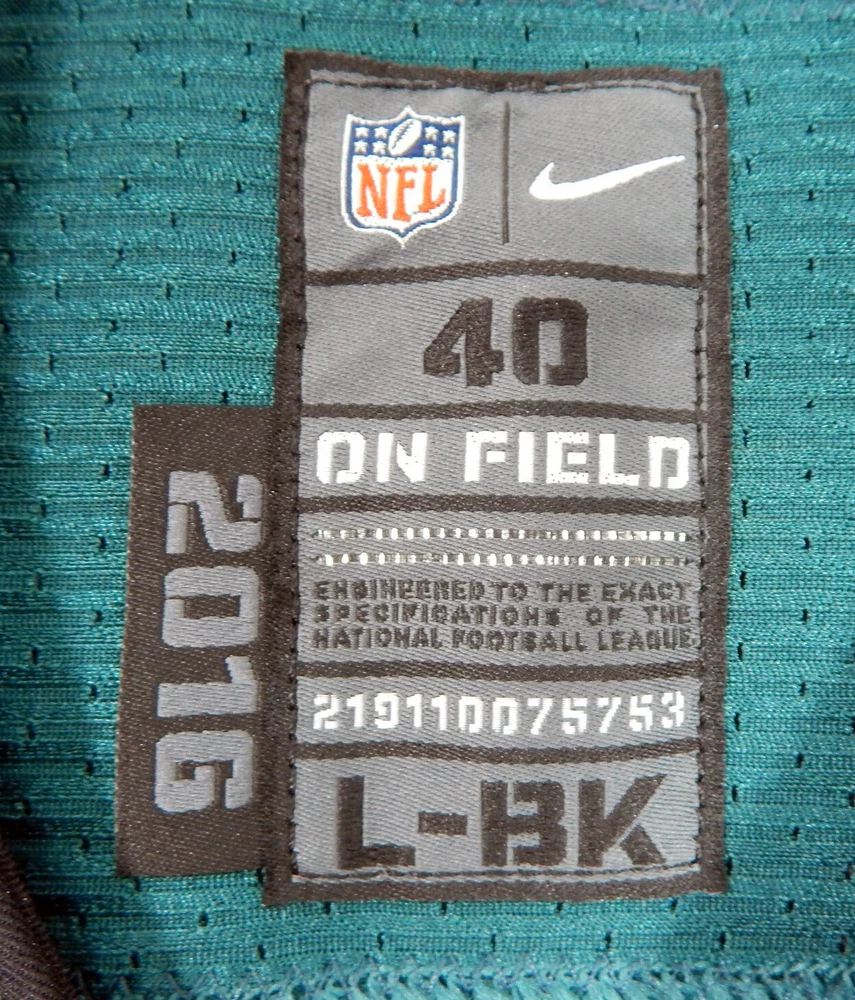 NFL
40
ON FIELD
ENGINEERED TO THE EXACT
SPECIFICATIONS OF THE
NATIONAL FOOTBALL LEAGUE
219110075753
L-BK
2016